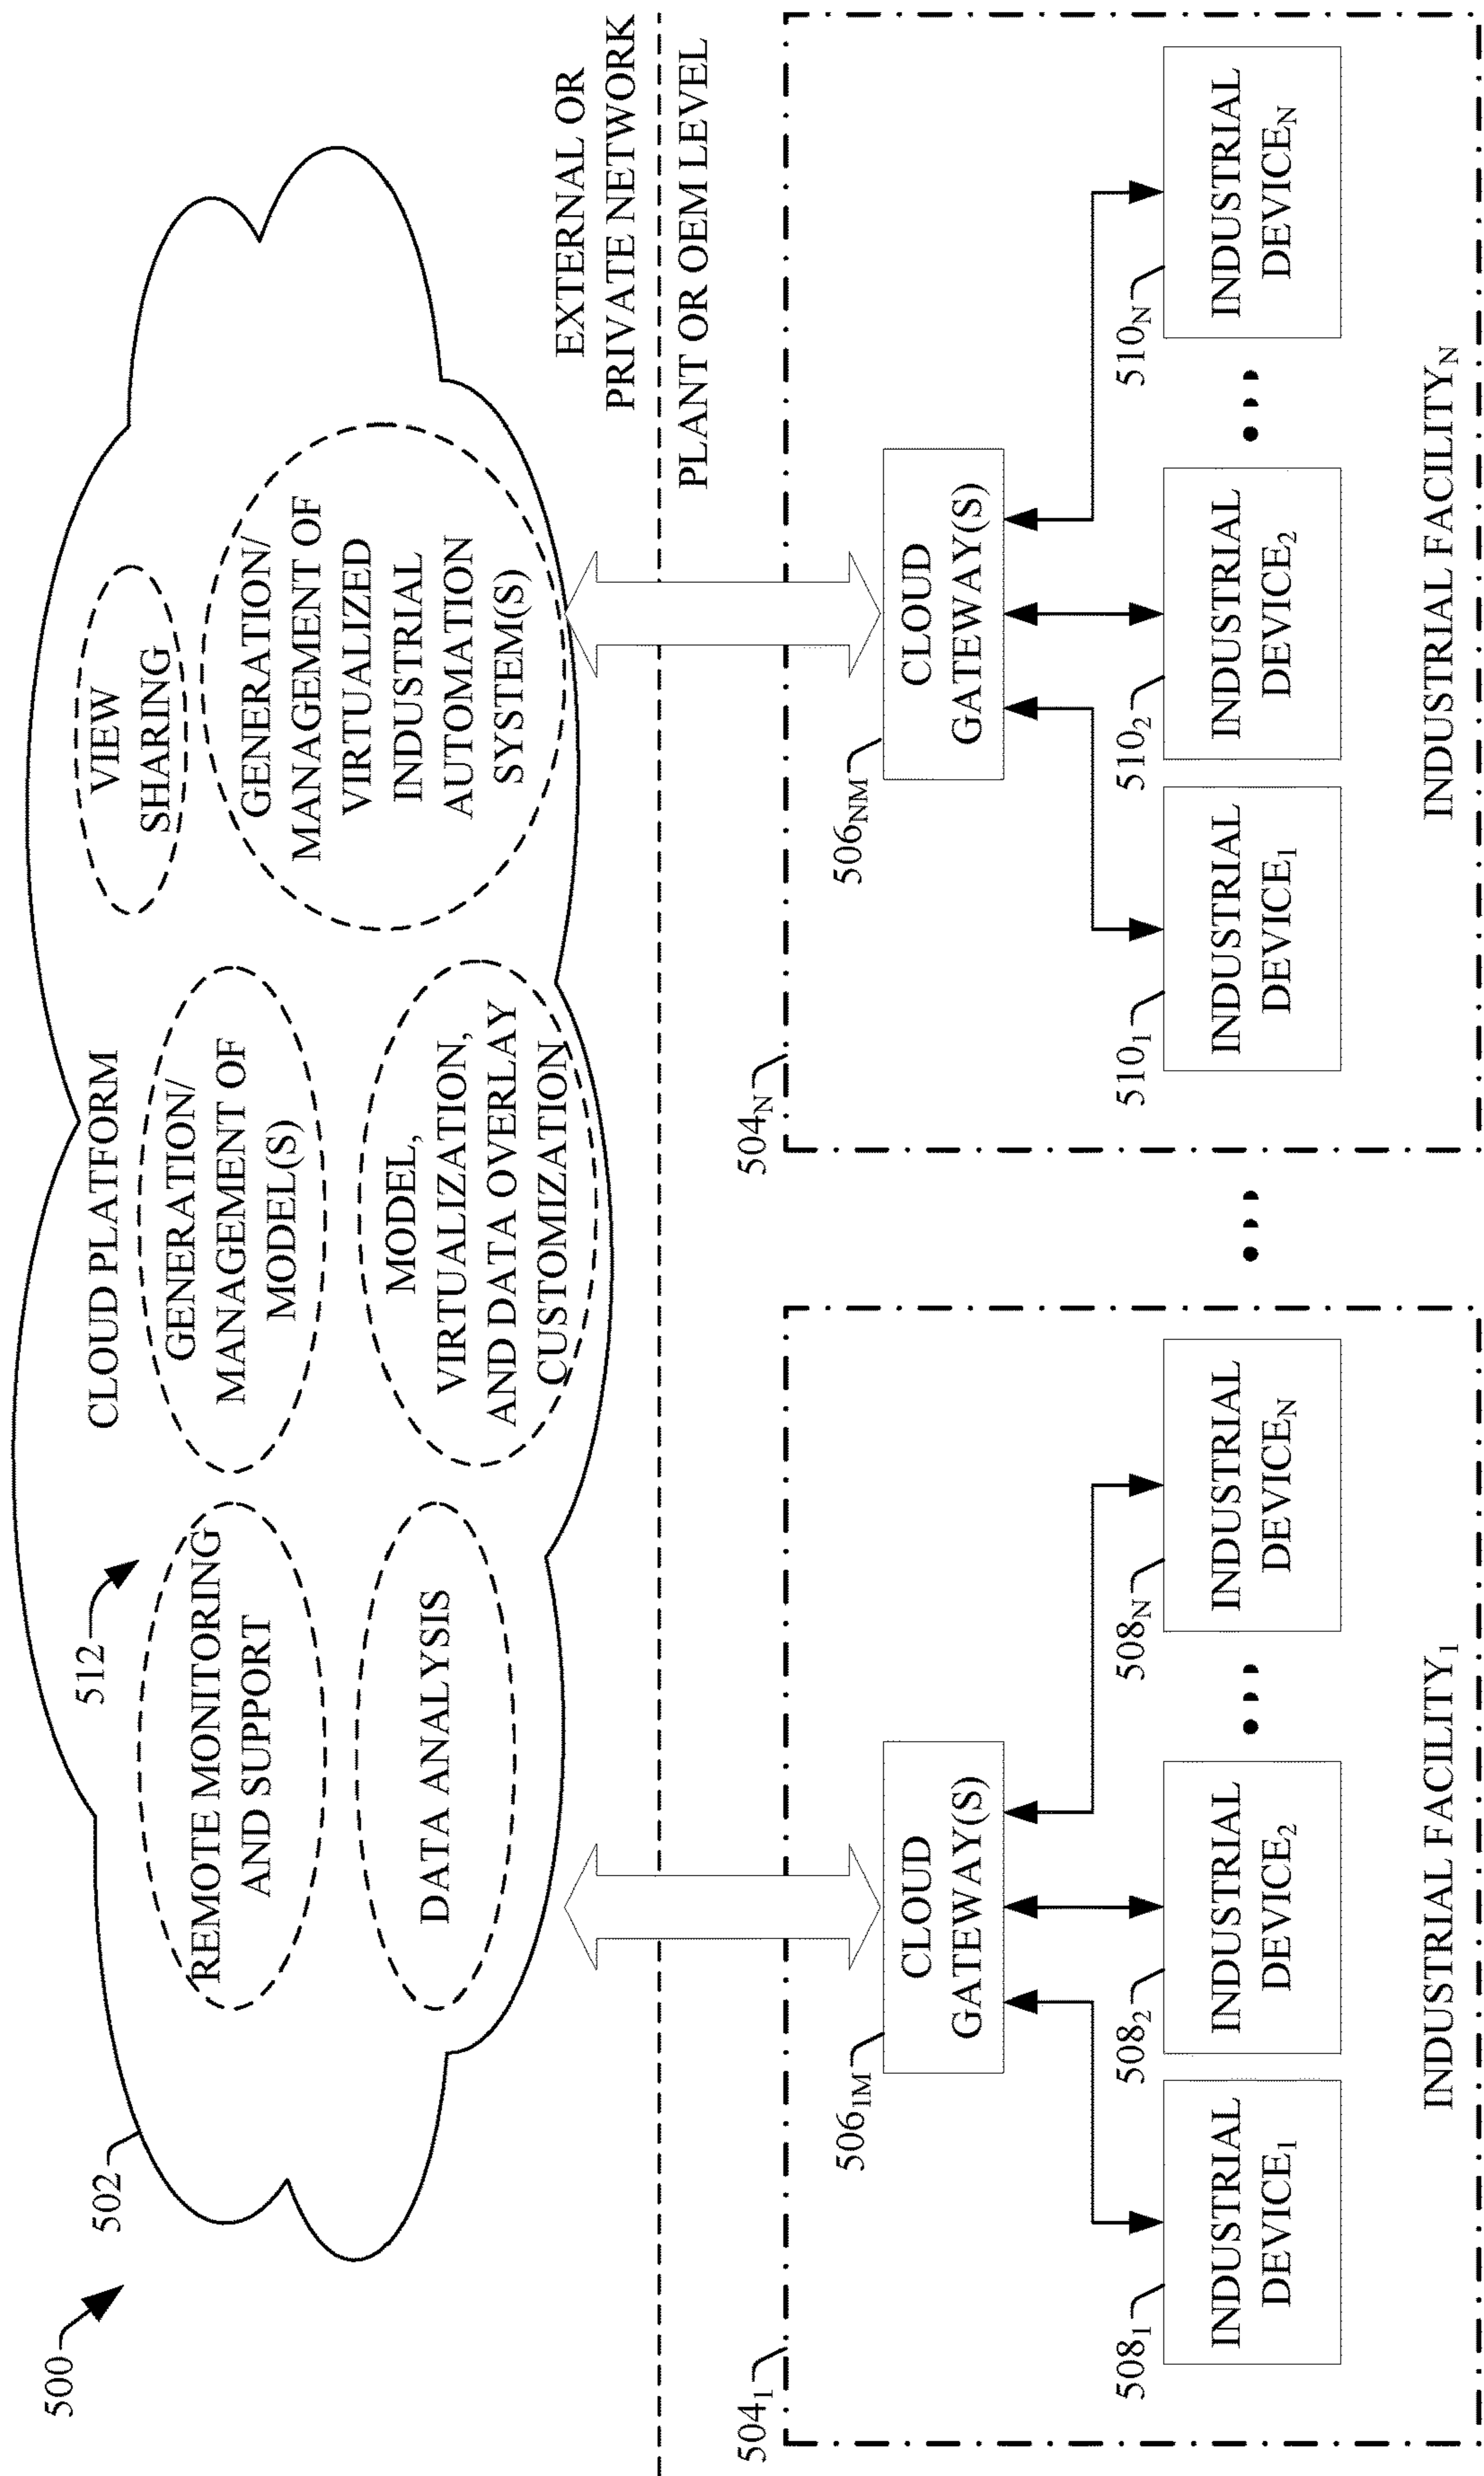 500
502
512
CLOUD PLATFORM
REMOTE MONITORING
AND SUPPORT
DATA ANALYSIS
GENERATION/
MANAGEMENT OF
MODEL(S)
MODEL,
VIRTUALIZATION,
AND DATA OVERLAY
CUSTOMIZATION
VIEW
SHARING
GENERATION/
MANAGEMENT OF
VIRTUALIZED
INDUSTRIAL
AUTOMATION
SYSTEM(S)
EXTERNAL OR
PRIVATE NETWORK
PLANT OR OEM LEVEL
504₁
506₁M
CLOUD
GATEWAY(S)
508₁
INDUSTRIAL
DEVICE₁
508₂
INDUSTRIAL
DEVICE₂
508N
INDUSTRIAL
DEVICEN
INDUSTRIAL FACILITY₁
504N
506NM
CLOUD
GATEWAY(S)
510₁
INDUSTRIAL
DEVICE₁
510₂
INDUSTRIAL
DEVICE₂
510N
INDUSTRIAL
DEVICEN
INDUSTRIAL FACILITYN